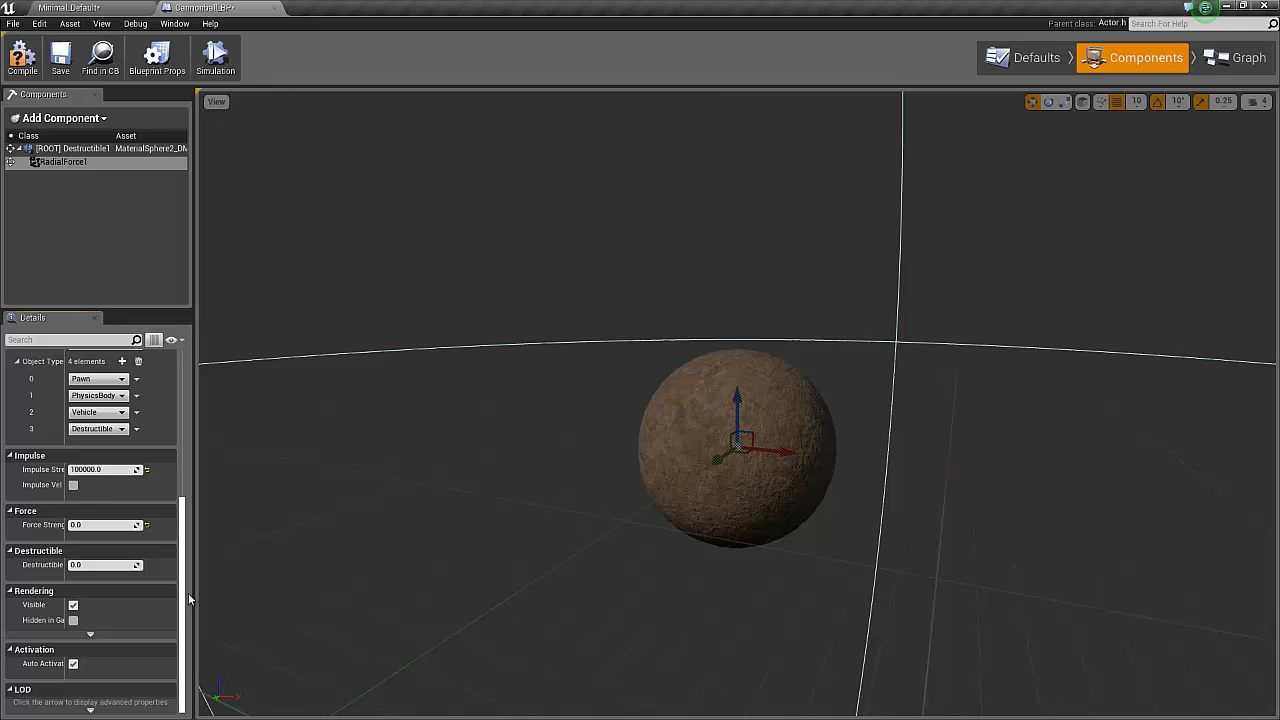 Minimal_Default*
Cannonball_BP*
File Edit Asset View Debug Window Help
Parent class: Actor.h
Search For Help
Compile
Save
Find in CB
Blueprint Props
Simulation
Defaults
Components
Graph
Components
Add Component
Class Asset
[ROOT] Destructible1 MaterialSphere2_DM
RadialForce1
View
10
10°
0.25
4
Details
Search
Object Type 4 elements
0 Pawn
1 PhysicsBody
2 Vehicle
3 Destructible
Impulse
Impulse Stre 100000.0
Impulse Vel
Force
Force Streng 0.0
Destructible
Destructible 0.0
Rendering
Visible
Hidden in Ga
Activation
Auto Activat
LOD
Click the arrow to display advanced properties